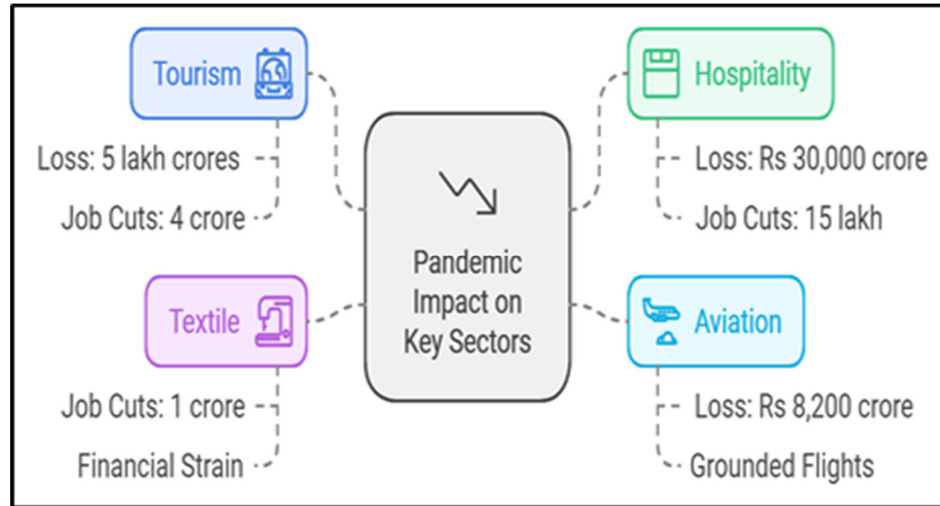 Tourism
Loss: 5 lakh crores
Job Cuts: 4 crore
Hospitality
Loss: Rs 30,000 crore
Job Cuts: 15 lakh
Pandemic
Impact on
Key Sectors
Textile
Job Cuts: 1 crore
Financial Strain
Aviation
Loss: Rs 8,200 crore
Grounded Flights